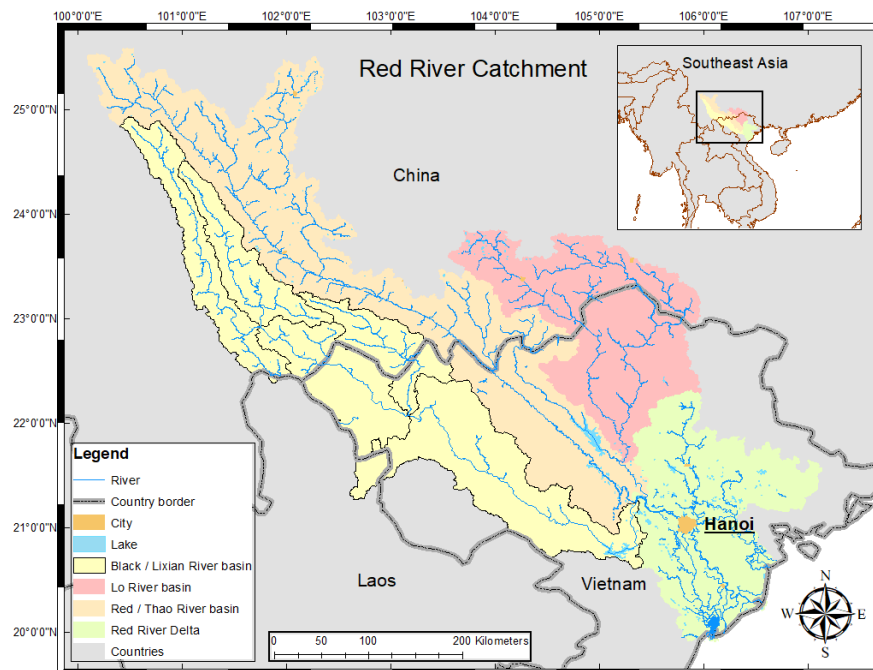 100°0'0"E 101°0'0"E 102°0'0"E 103°0'0"E 104°0'0"E 105°0'0"E 106°0'0"E 107°0'0"E
Red River Catchment
Southeast Asia
25°0'0"N
China
24°0'0"N
23°0'0"N
22°0'0"N
21°0'0"N
20°0'0"N
Hanoi
Laos
Vietnam
Legend
River
Country border
City
Lake
Black / Lixian River basin
Lo River basin
Red / Thao River basin
Red River Delta
Countries
0 50 100 200 Kilometers
N
W E
S